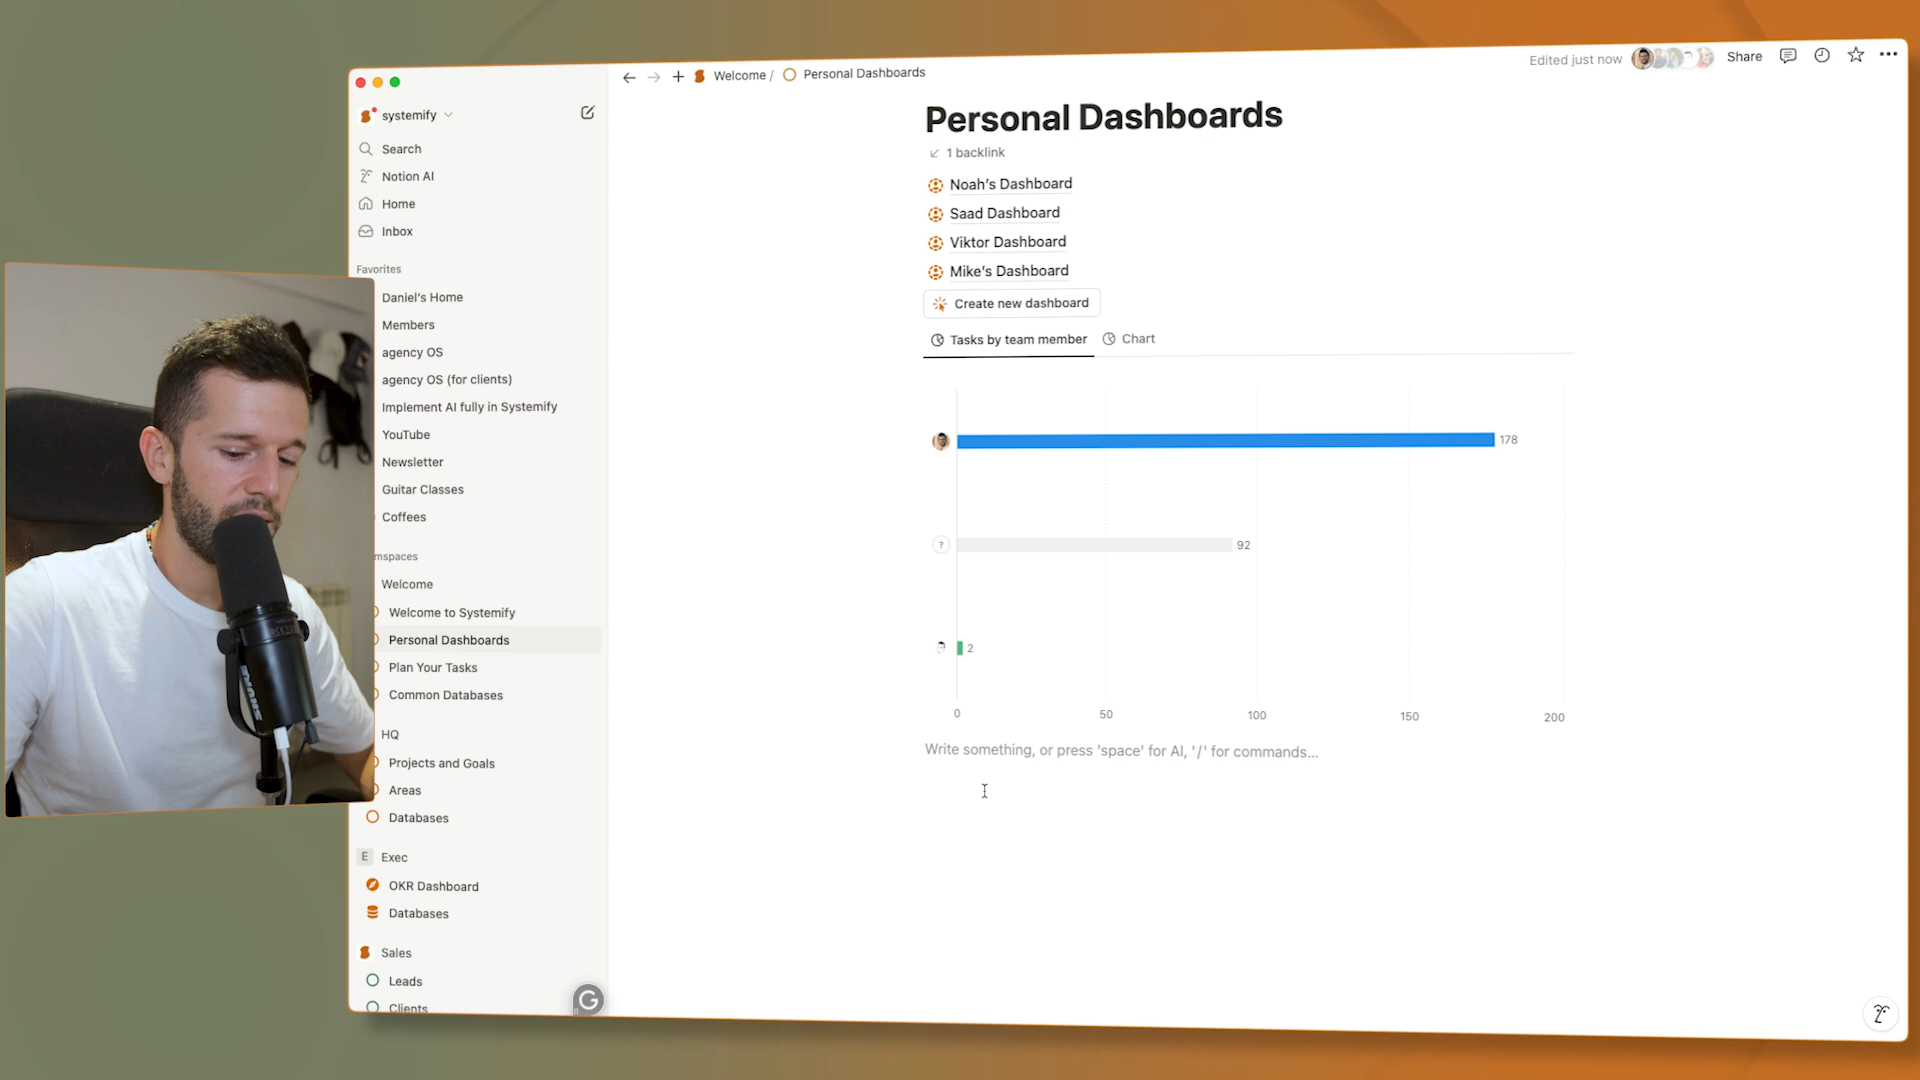 Welcome / Personal Dashboards
Edited just now
Share
systemify
Search
Notion AI
Home
Inbox
Favorites
Daniel's Home
Members
agency OS
agency OS (for clients)
Implement AI fully in Systemify
YouTube
Newsletter
Guitar Classes
Coffees
mspaces
Welcome
Welcome to Systemify
Personal Dashboards
Plan Your Tasks
Common Databases
HQ
Projects and Goals
Areas
Databases
E Exec
OKR Dashboard
Databases
Sales
Leads
Clients
G
Personal Dashboards
1 backlink
Noah's Dashboard
Saad Dashboard
Viktor Dashboard
Mike's Dashboard
Create new dashboard
Tasks by team member
Chart
178
? 92
2
0 50 100 150 200
Write something, or press 'space' for AI, '/' for commands...
SHURE